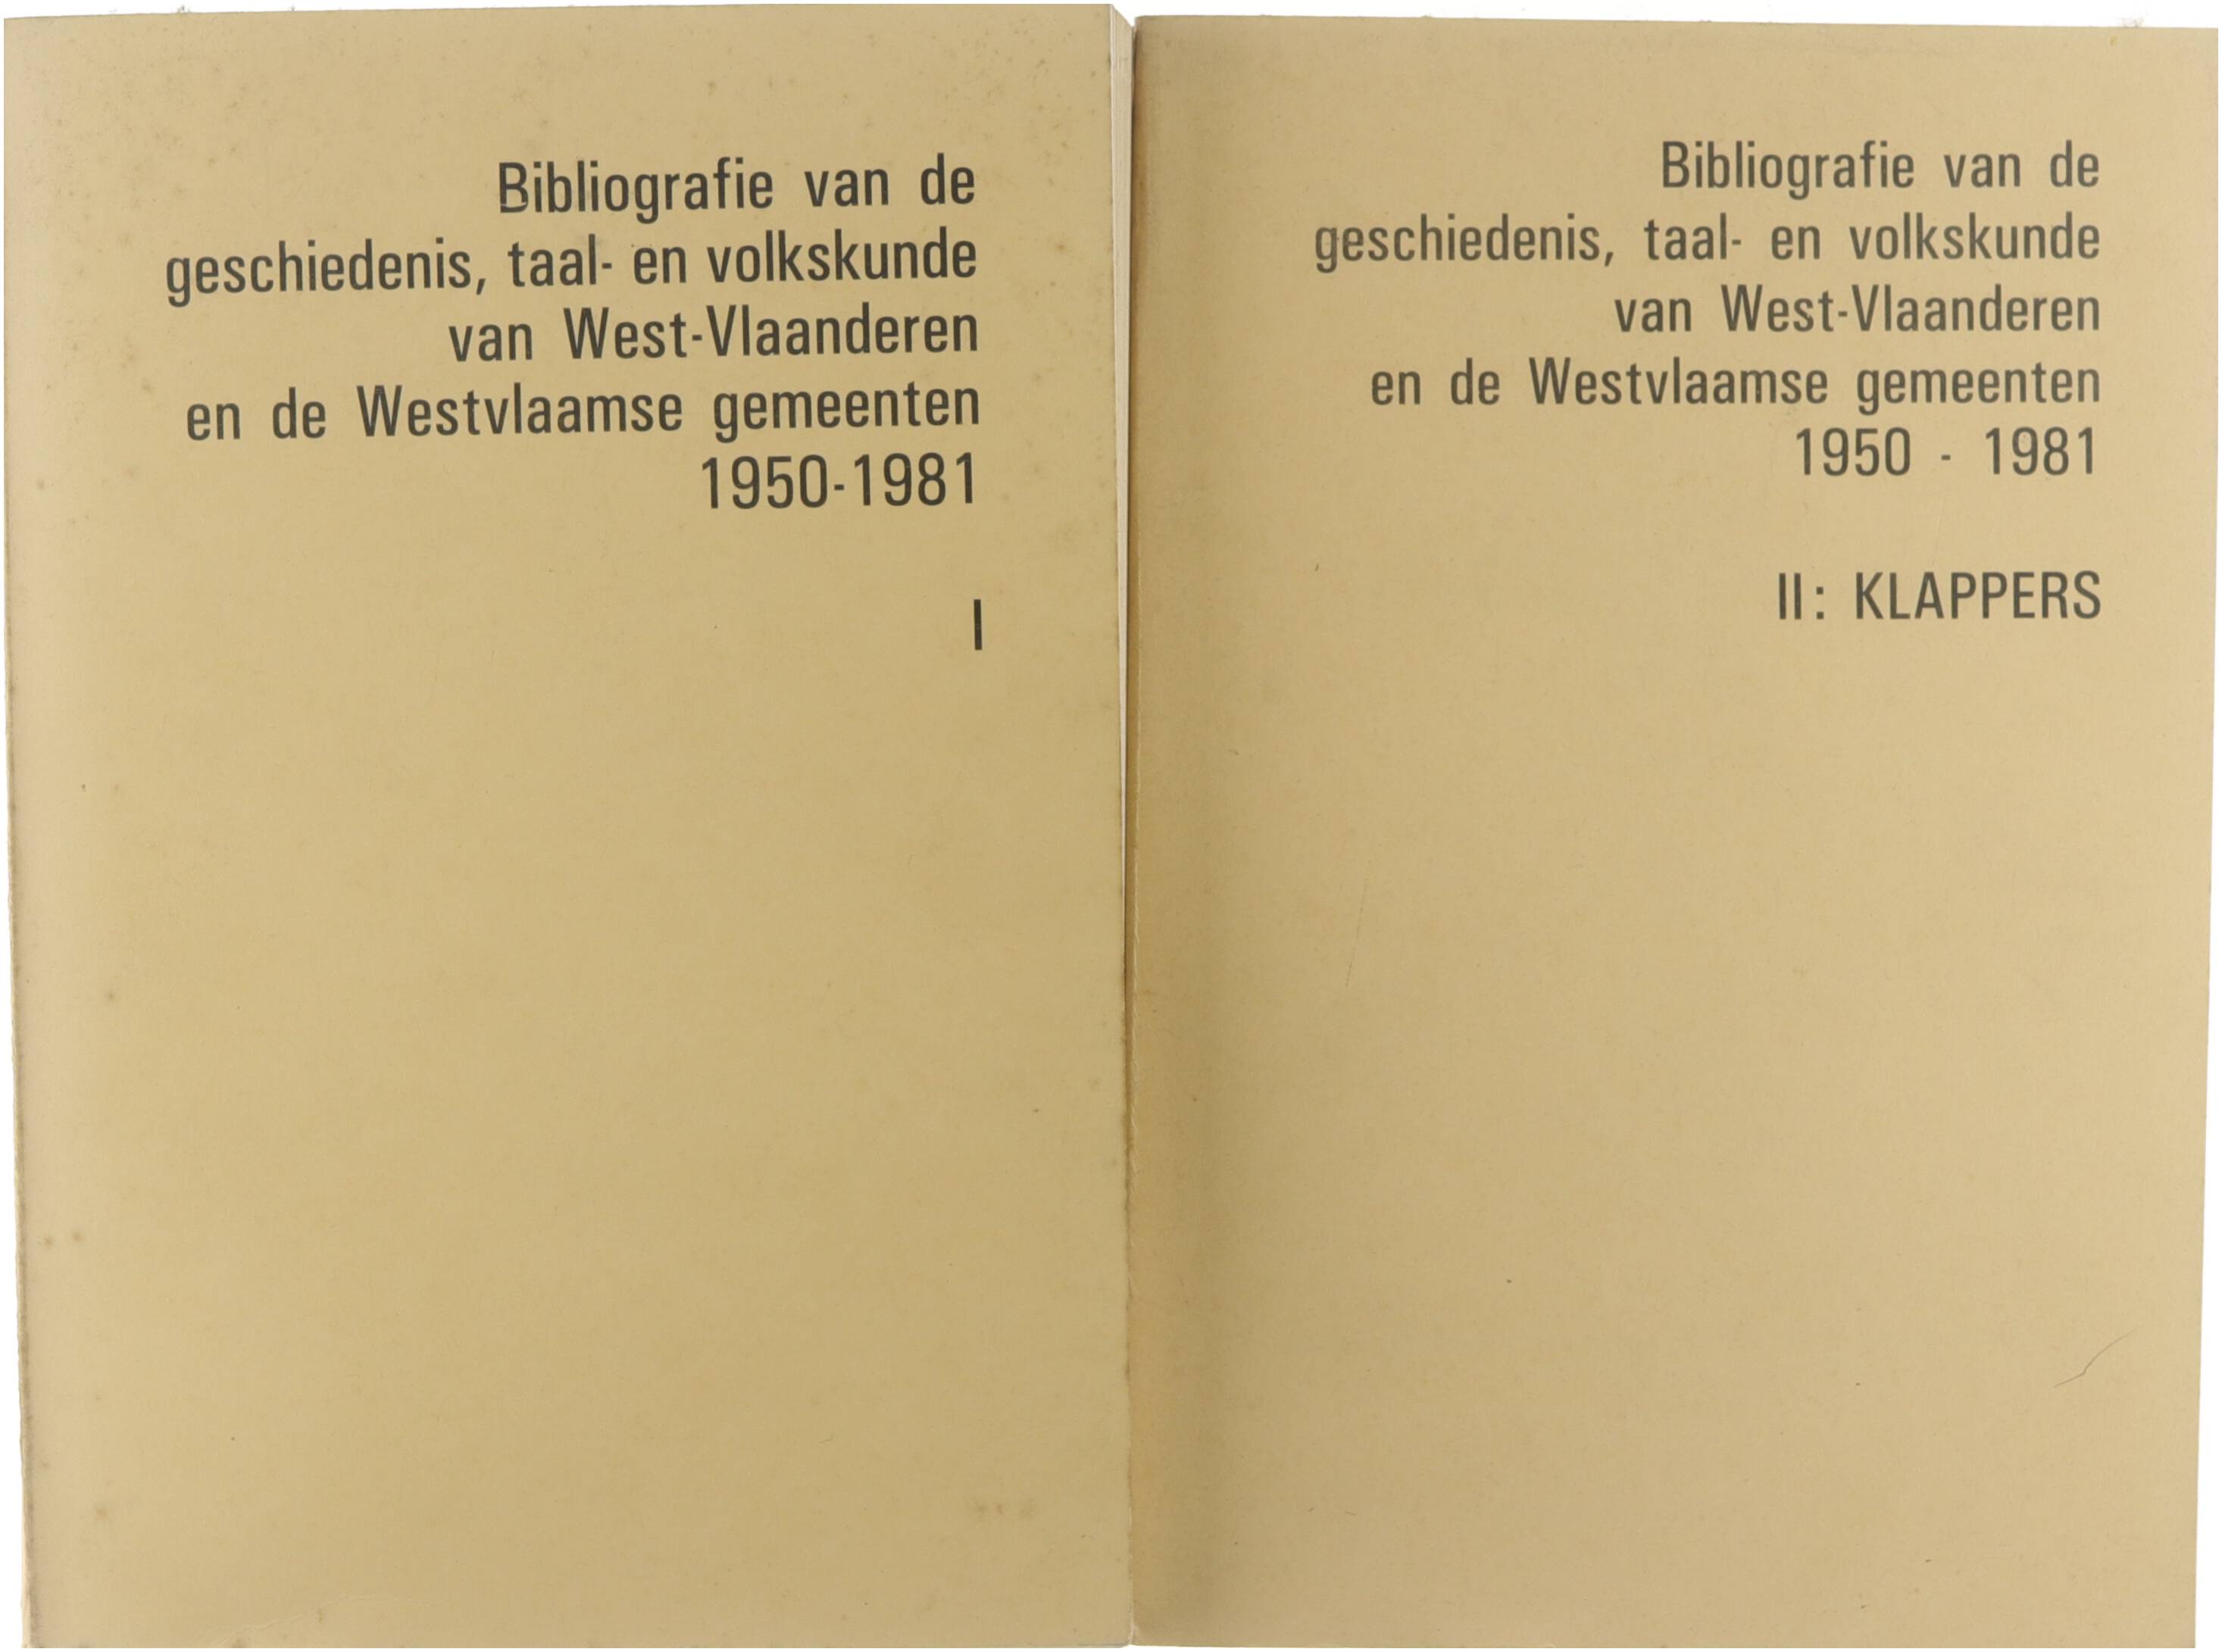 Bibliografie van de
geschiedenis, taal- en volkskunde
van West-Vlaanderen
en de Westvlaamse gemeenten
1950-1981
I
Bibliografie van de
geschiedenis, taal- en volkskunde
van West-Vlaanderen
en de Westvlaamse gemeenten
1950 - 1981
II: KLAPPERS